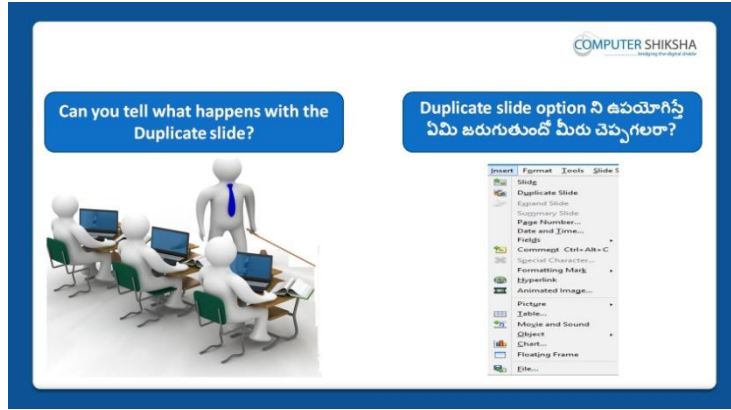 COMPUTER SHIKSHA
bridging the digital divide
Can you tell what happens with the
Duplicate slide?
Duplicate slide option ని ఉపయోగిస్తే
ఏమి జరుగుతుందో మీరు చెప్పగలరా?
Insert Format Tools Slide S
Slide
Duplicate Slide
Expand Slide
Summary Slide
Page Number...
Date and Time...
Fields
Comment Ctrl+Alt+C
Special Character...
Formatting Mark
Hyperlink
Animated Image...
Picture
Table...
Movie and Sound
Object
Chart...
Floating Frame
File...